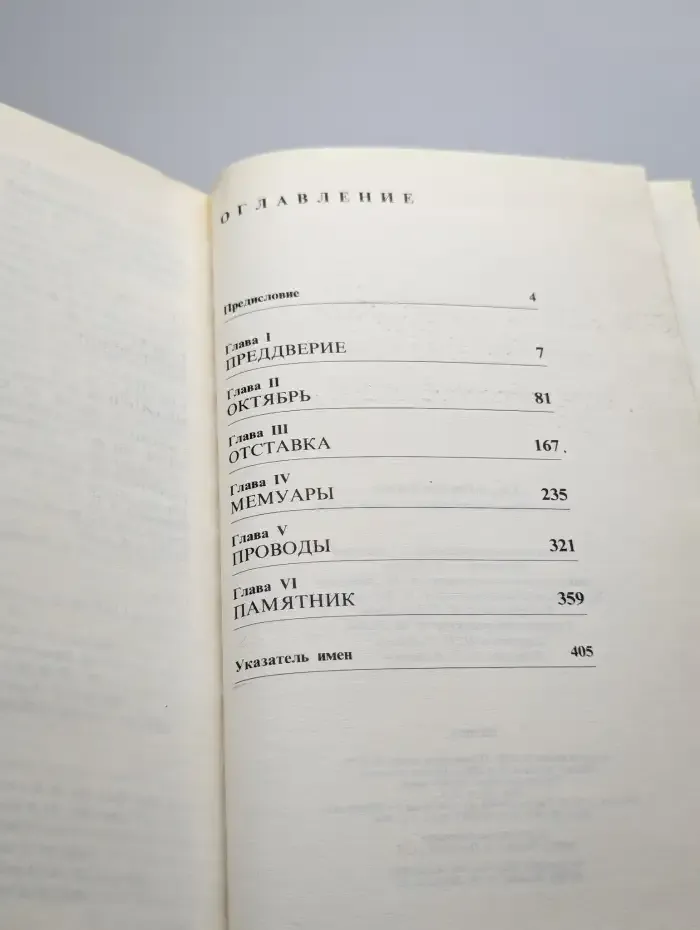 ОГЛАВЛЕНИЕ
Предисловие 4
Глава I
ПРЕДДВЕРИЕ 7
Глава II
ОКТЯБРЬ 81
Глава III
ОТСТАВКА 167
Глава IV
МЕМУАРЫ 235
Глава V
ПРОВОДЫ 321
Глава VI
ПАМЯТНИК 359
Указатель имен 405